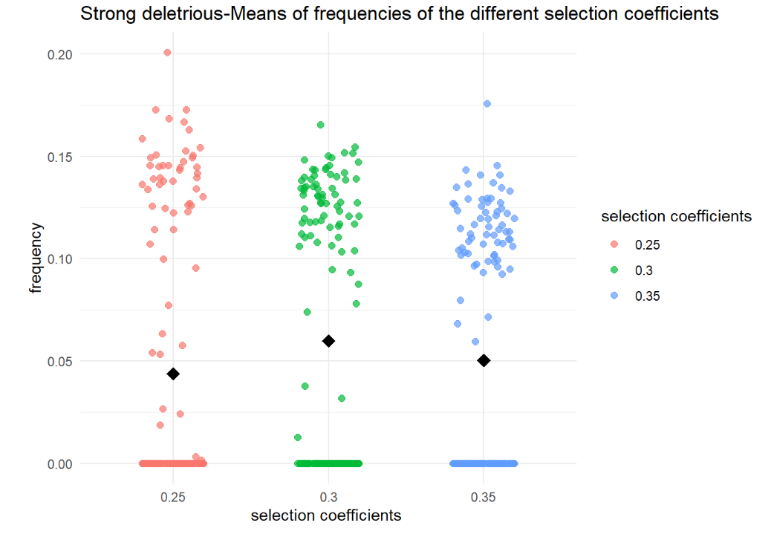 Strong deletrious-Means of frequencies of the different selection coefficients
0.20
0.15
0.10
0.05
0.00
frequency
0.25
0.3
0.35
selection coefficients
selection coefficients
0.25
0.3
0.35